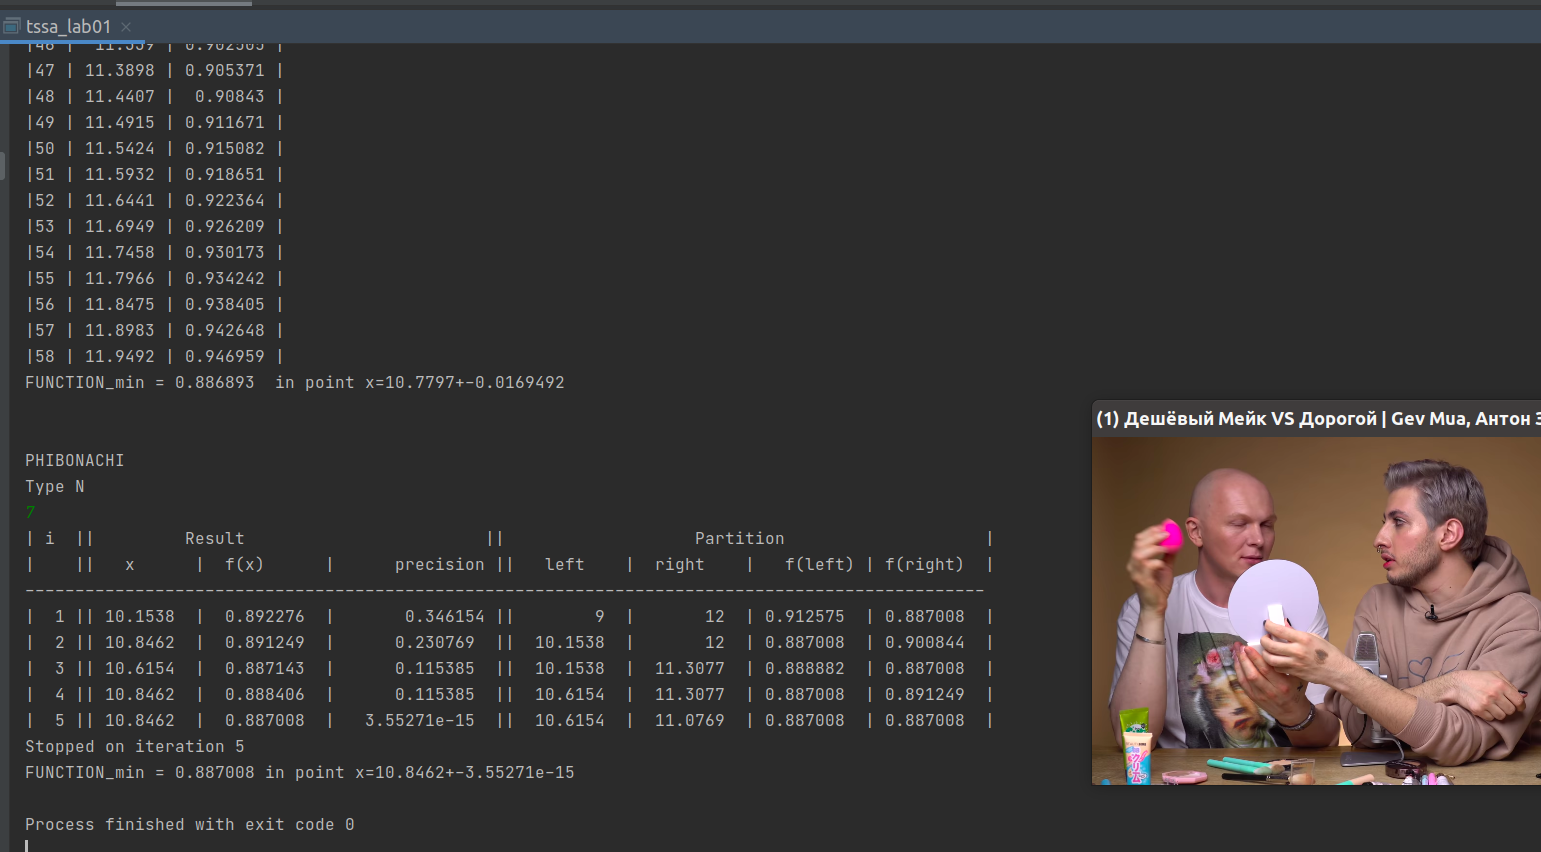 tssa_lab01 ×
|46 | 11.339 | 0.902505 |
|47 | 11.3898 | 0.905371 |
|48 | 11.4407 | 0.90843 |
|49 | 11.4915 | 0.911671 |
|50 | 11.5424 | 0.915082 |
|51 | 11.5932 | 0.918651 |
|52 | 11.6441 | 0.922364 |
|53 | 11.6949 | 0.926209 |
|54 | 11.7458 | 0.930173 |
|55 | 11.7966 | 0.934242 |
|56 | 11.8475 | 0.938405 |
|57 | 11.8983 | 0.942648 |
|58 | 11.9492 | 0.946959 |
FUNCTION_min = 0.886893 in point x=10.7797+-0.0169492
PHIBONACHI
Type N
7
| i || Result || Partition |
| || x | f(x) | precision || left | right | f(left) | f(right) |
------------------------------------------------------------------------------------------------
| 1 || 10.1538 | 0.892276 | 0.346154 || 9 | 12 | 0.912575 | 0.887008 |
| 2 || 10.8462 | 0.891249 | 0.230769 || 10.1538 | 12 | 0.887008 | 0.900844 |
| 3 || 10.6154 | 0.887143 | 0.115385 || 10.1538 | 11.3077 | 0.888882 | 0.887008 |
| 4 || 10.8462 | 0.888406 | 0.115385 || 10.6154 | 11.3077 | 0.887008 | 0.891249 |
| 5 || 10.8462 | 0.887008 | 3.55271e-15 || 10.6154 | 11.0769 | 0.887008 | 0.887008 |
Stopped on iteration 5
FUNCTION_min = 0.887008 in point x=10.8462+-3.55271e-15
Process finished with exit code 0
(1) Дешёвый Мейк VS Дорогой | Gev Mua, Антон
クリーム